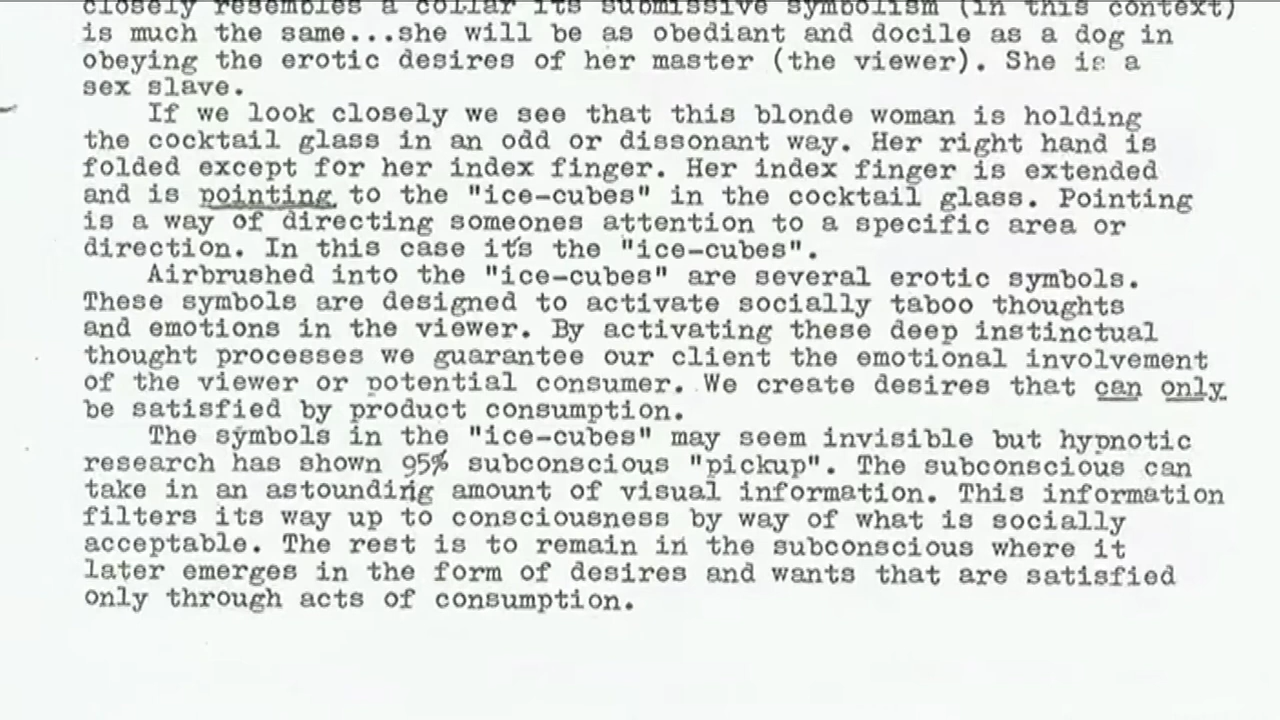 closely resembles a collar its submissive symbolism (in this context)
is much the same...she will be as obediant and docile as a dog in
obeying the erotic desires of her master (the viewer). She is a
sex slave.
If we look closely we see that this blonde woman is holding
the cocktail glass in an odd or dissonant way. Her right hand is
folded except for her index finger. Her index finger is extended
and is pointing to the "ice-cubes" in the cocktail glass. Pointing
is a way of directing someones attention to a specific area or
direction. In this case it's the "ice-cubes".
Airbrushed into the "ice-cubes" are several erotic symbols.
These symbols are designed to activate socially taboo thoughts
and emotions in the viewer. By activating these deep instinctual
thought processes we guarantee our client the emotional involvement
of the viewer or potential consumer. We create desires that can only
be satisfied by product consumption.
The symbols in the "ice-cubes" may seem invisible but hypnotic
research has shown 95% subconscious "pickup". The subconscious can
take in an astounding amount of visual information. This information
filters its way up to consciousness by way of what is socially
acceptable. The rest is to remain in the subconscious where it
later emerges in the form of desires and wants that are satisfied
only through acts of consumption.